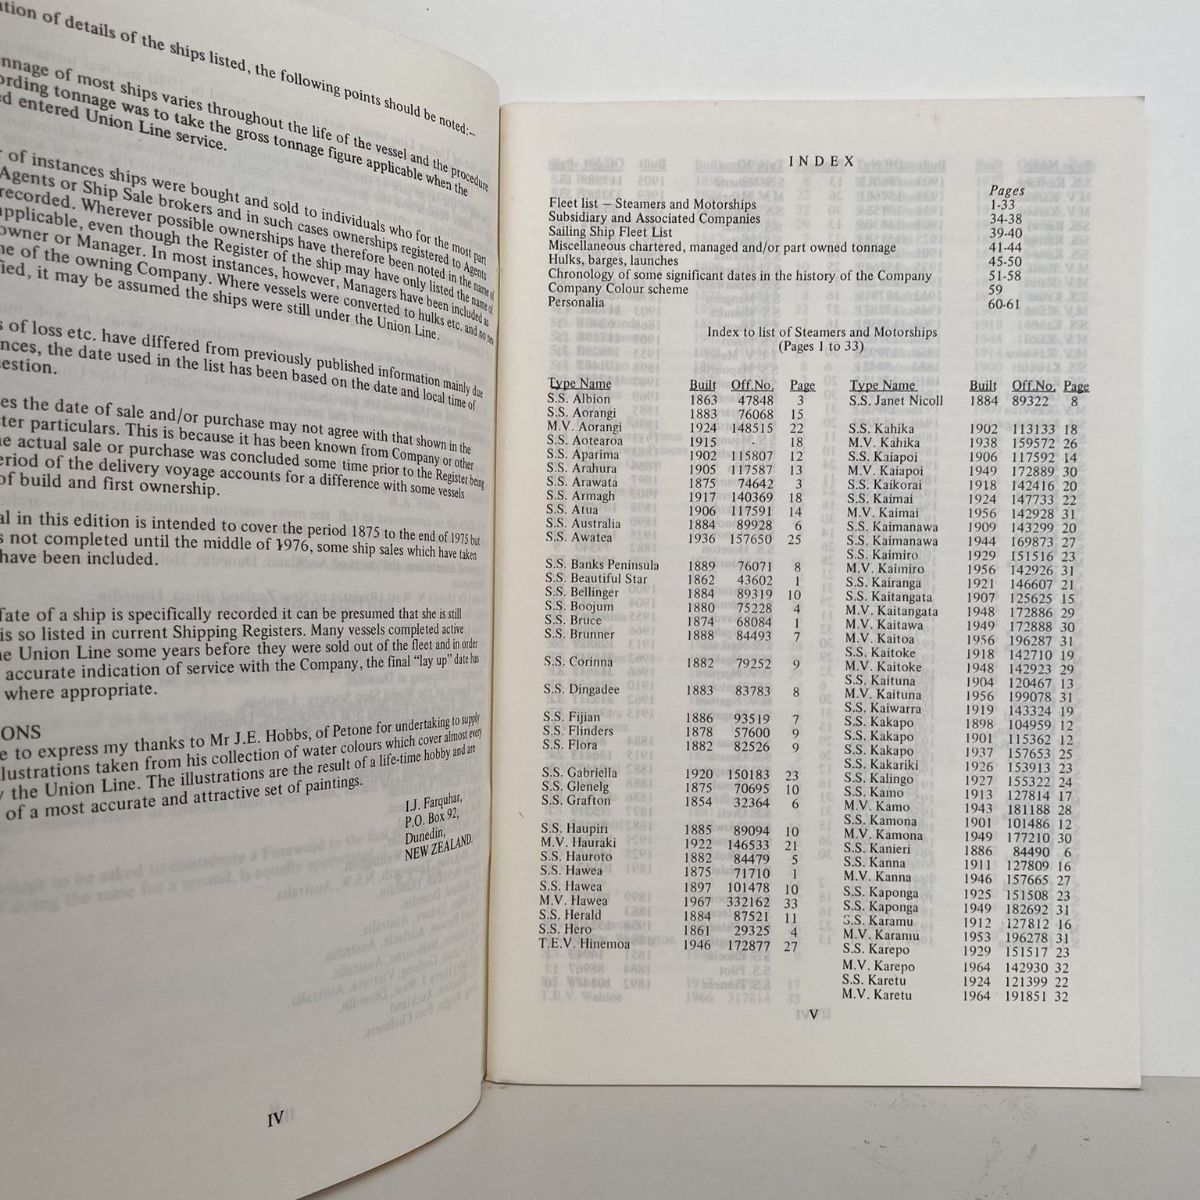 ation of details of the ships listed, the following points should be noted:–
onnage of most ships varies throughout the life of the vessel and the procedure
ording tonnage was to take the gross tonnage figure applicable when the
ed entered Union Line service.
r of instances ships were bought and sold to individuals who for the most part
Agents or Ship Sale brokers and in such cases ownerships registered to Agents
recorded. Wherever possible ownerships have therefore been noted in the name of
applicable, even though the Register of the ship may have only listed the name of
owner or Manager. In most instances, however, Managers have been included as
ne of the owning Company. Where vessels were converted to hulks etc. and no new
fied, it may be assumed the ships were still under the Union Line.
s of loss etc. have differed from previously published information mainly due
nces, the date used in the list has been based on the date and local time of
estion.
es the date of sale and/or purchase may not agree with that shown in the
ter particulars. This is because it has been known from Company or other
e actual sale or purchase was concluded some time prior to the Register being
eriod of the delivery voyage accounts for a difference with some vessels
of build and first ownership.
al in this edition is intended to cover the period 1875 to the end of 1975 but
s not completed until the middle of 1976, some ship sales which have taken
have been included.
fate of a ship is specifically recorded it can be presumed that she is still
is so listed in current Shipping Registers. Many vessels completed active
ne Union Line some years before they were sold out of the fleet and in order
accurate indication of service with the Company, the final "lay up" date has
where appropriate.
ONS
e to express my thanks to Mr J.E. Hobbs, of Petone for undertaking to supply
llustrations taken from his collection of water colours which cover almost every
y the Union Line. The illustrations are the result of a life-time hobby and are
of a most accurate and attractive set of paintings.
I.J. Farquhar,
P.O. Box 92,
Dunedin,
NEW ZEALAND.
IV
INDEX
Pages
Fleet list – Steamers and Motorships 1-33
Subsidiary and Associated Companies 34-38
Sailing Ship Fleet List 39-40
Miscellaneous chartered, managed and/or part owned tonnage 41-44
Hulks, barges, launches 45-50
Chronology of some significant dates in the history of the Company 51-58
Company Colour scheme 59
Personalia 60-61
Index to list of Steamers and Motorships
(Pages 1 to 33)
Type Name Built Off.No. Page
S.S. Albion 1863 47848 3
S.S. Aorangi 1883 76068 15
M.V. Aorangi 1924 148515 22
S.S. Aotearoa 1915 - 18
S.S. Aparima 1902 115807 12
S.S. Arahura 1905 117587 13
S.S. Arawata 1875 74642 3
S.S. Armagh 1917 140369 18
S.S. Atua 1906 117591 14
S.S. Australia 1884 89928 6
S.S. Awatea 1936 157650 25
S.S. Banks Peninsula 1889 76071 8
S.S. Beautiful Star 1862 43602 1
S.S. Bellinger 1884 89319 10
S.S. Boojum 1880 75228 4
S.S. Bruce 1874 68084 1
S.S. Brunner 1888 84493 7
S.S. Corinna 1882 79252 9
S.S. Dingadee 1883 83783 8
S.S. Fijian 1886 93519 7
S.S. Flinders 1878 57600 9
S.S. Flora 1882 82526 9
S.S. Gabriella 1920 150183 23
S.S. Glenelg 1875 70695 10
S.S. Grafton 1854 32364 6
S.S. Haupiri 1885 89094 10
M.V. Hauraki 1922 146533 21
S.S. Hauroto 1882 84479 5
S.S. Hawea 1875 71710 1
S.S. Hawea 1897 101478 10
M.V. Hawea 1967 332162 33
S.S. Herald 1884 87521 11
S.S. Hero 1861 29325 4
T.E.V. Hinemoa 1946 172877 27
Type Name Built Off.No. Page
S.S. Janet Nicoll 1884 89322 8
S.S. Kahika 1902 113133 18
M.V. Kahika 1938 159572 26
S.S. Kaiapoi 1906 117592 14
M.V. Kaiapoi 1949 172889 30
S.S. Kaikorai 1918 142416 20
S.S. Kaimai 1924 147733 22
M.V. Kaimai 1956 142928 31
S.S. Kaimanawa 1909 143299 20
S.S. Kaimanawa 1944 169873 27
S.S. Kaimiro 1929 151516 23
M.V. Kaimiro 1956 142926 31
S.S. Kairanga 1921 146607 21
S.S. Kaitangata 1907 125625 15
M.V. Kaitangata 1948 172886 29
M.V. Kaitawa 1949 172888 30
M.V. Kaitoa 1956 196287 31
S.S. Kaitoke 1918 142710 19
M.V. Kaitoke 1948 142923 29
S.S. Kaituna 1904 120467 13
M.V. Kaituna 1956 199078 31
S.S. Kaiwarra 1919 143324 19
S.S. Kakapo 1898 104959 12
S.S. Kakapo 1901 115362 12
S.S. Kakapo 1937 157653 25
S.S. Kakariki 1926 153913 23
S.S. Kalingo 1927 155322 24
S.S. Kamo 1913 127814 17
M.V. Kamo 1943 181188 28
S.S. Kamona 1901 101486 12
M.V. Kamona 1949 177210 30
S.S. Kanieri 1886 84490 6
S.S. Kanna 1911 127809 16
M.V. Kanna 1946 157665 27
S.S. Kaponga 1925 151508 23
S.S. Kaponga 1949 182692 31
S.S. Karamu 1912 127812 16
M.V. Karamu 1953 196278 31
S.S. Karepo 1929 151517 23
M.V. Karepo 1964 142930 32
S.S. Karetu 1924 121399 22
M.V. Karetu 1964 191851 32
V